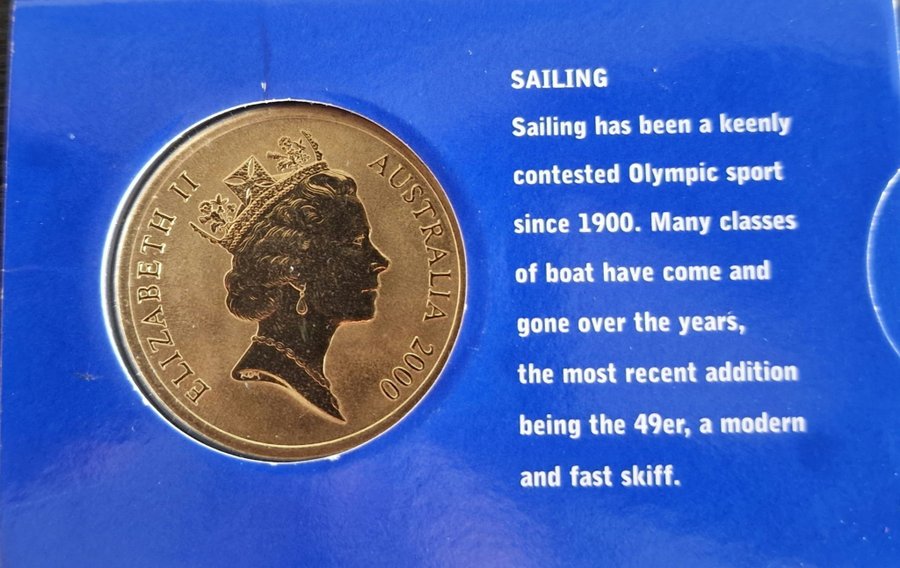 ELIZABETH II
AUSTRALIA 2000
SAILING
Sailing has been a keenly
contested Olympic sport
since 1900. Many classes
of boat have come and
gone over the years,
the most recent addition
being the 49er, a modern
and fast skiff.